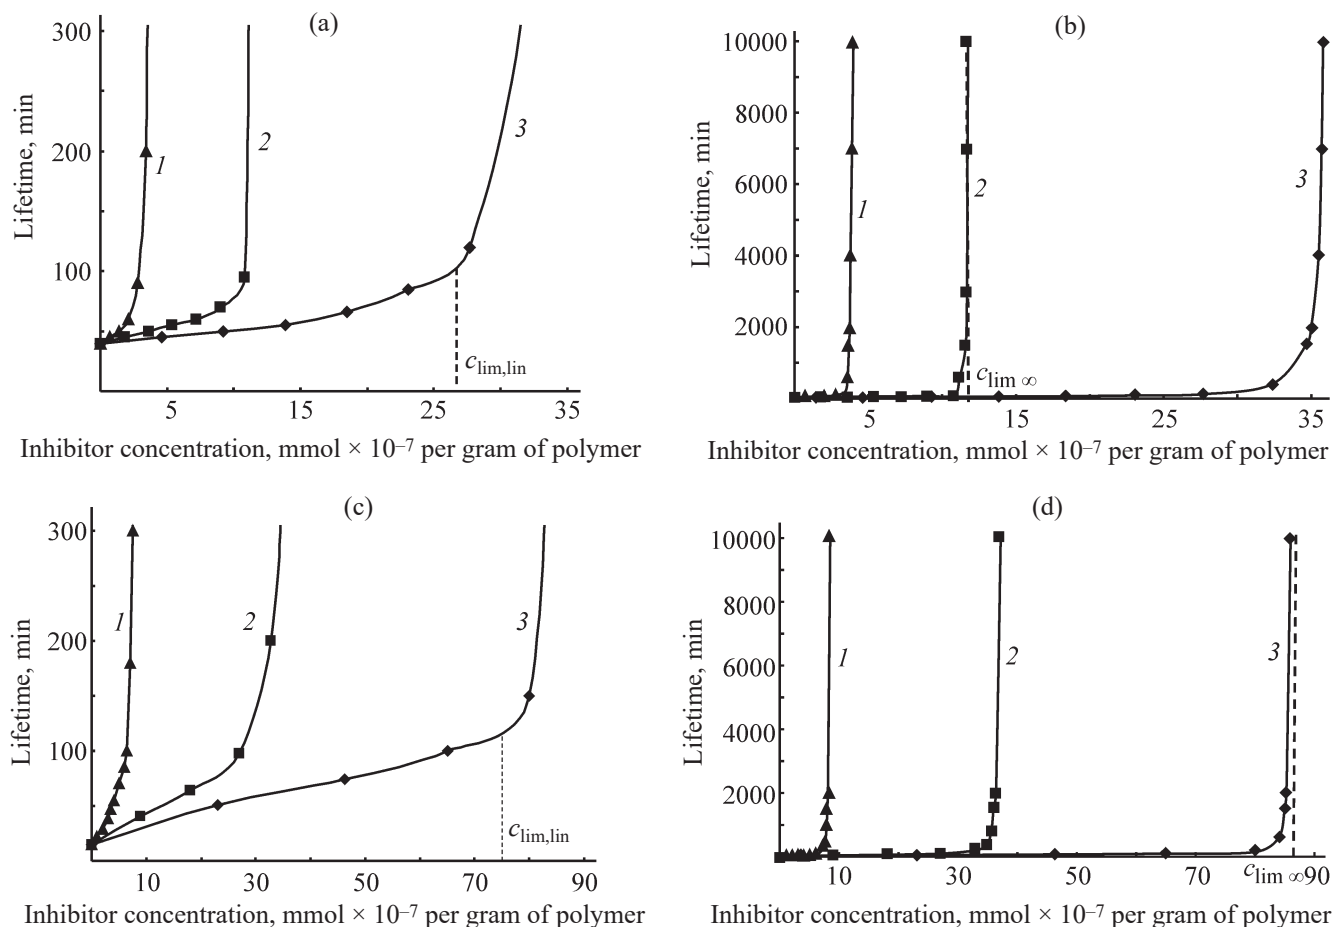 (a)
300
200
100
Lifetime, min
1
2
3
c lim,lin
5 15 25 35
Inhibitor concentration, mmol × 10–7 per gram of polymer
(b)
10000
8000
6000
4000
2000
Lifetime, min
1
2
3
c lim ∞
5 15 25 35
Inhibitor concentration, mmol × 10–7 per gram of polymer
(c)
300
200
100
Lifetime, min
1
2
3
c lim,lin
10 30 50 70 90
Inhibitor concentration, mmol × 10–7 per gram of polymer
(d)
10000
8000
6000
4000
2000
Lifetime, min
1
2
3
c lim ∞
10 30 50 70 90
Inhibitor concentration, mmol × 10–7 per gram of polymer